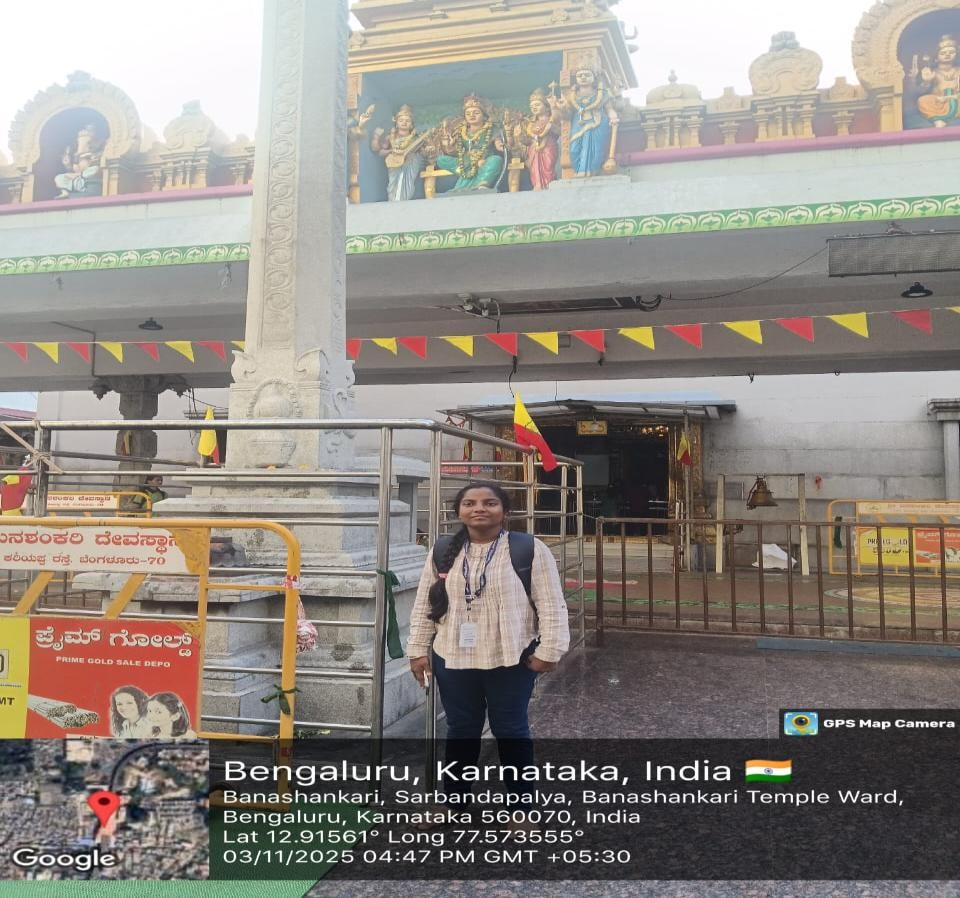 ನಶಂಕರಿ ದೇವಸ್ಥಾನ
ಕರಿಯಪ್ಪ ರಸ್ತೆ, ಬೆಂಗಳೂರು-70
ಪ್ರೈಮ್ ಗೋಲ್ಡ್
PRIME GOLD SALE DEPO
MT
GPS Map Camera
Bengaluru, Karnataka, India
Banashankari, Sarbandapalya, Banashankari Temple Ward,
Bengaluru, Karnataka 560070, India
Lat 12.91561° Long 77.573555°
03/11/2025 04:47 PM GMT +05:30
Google